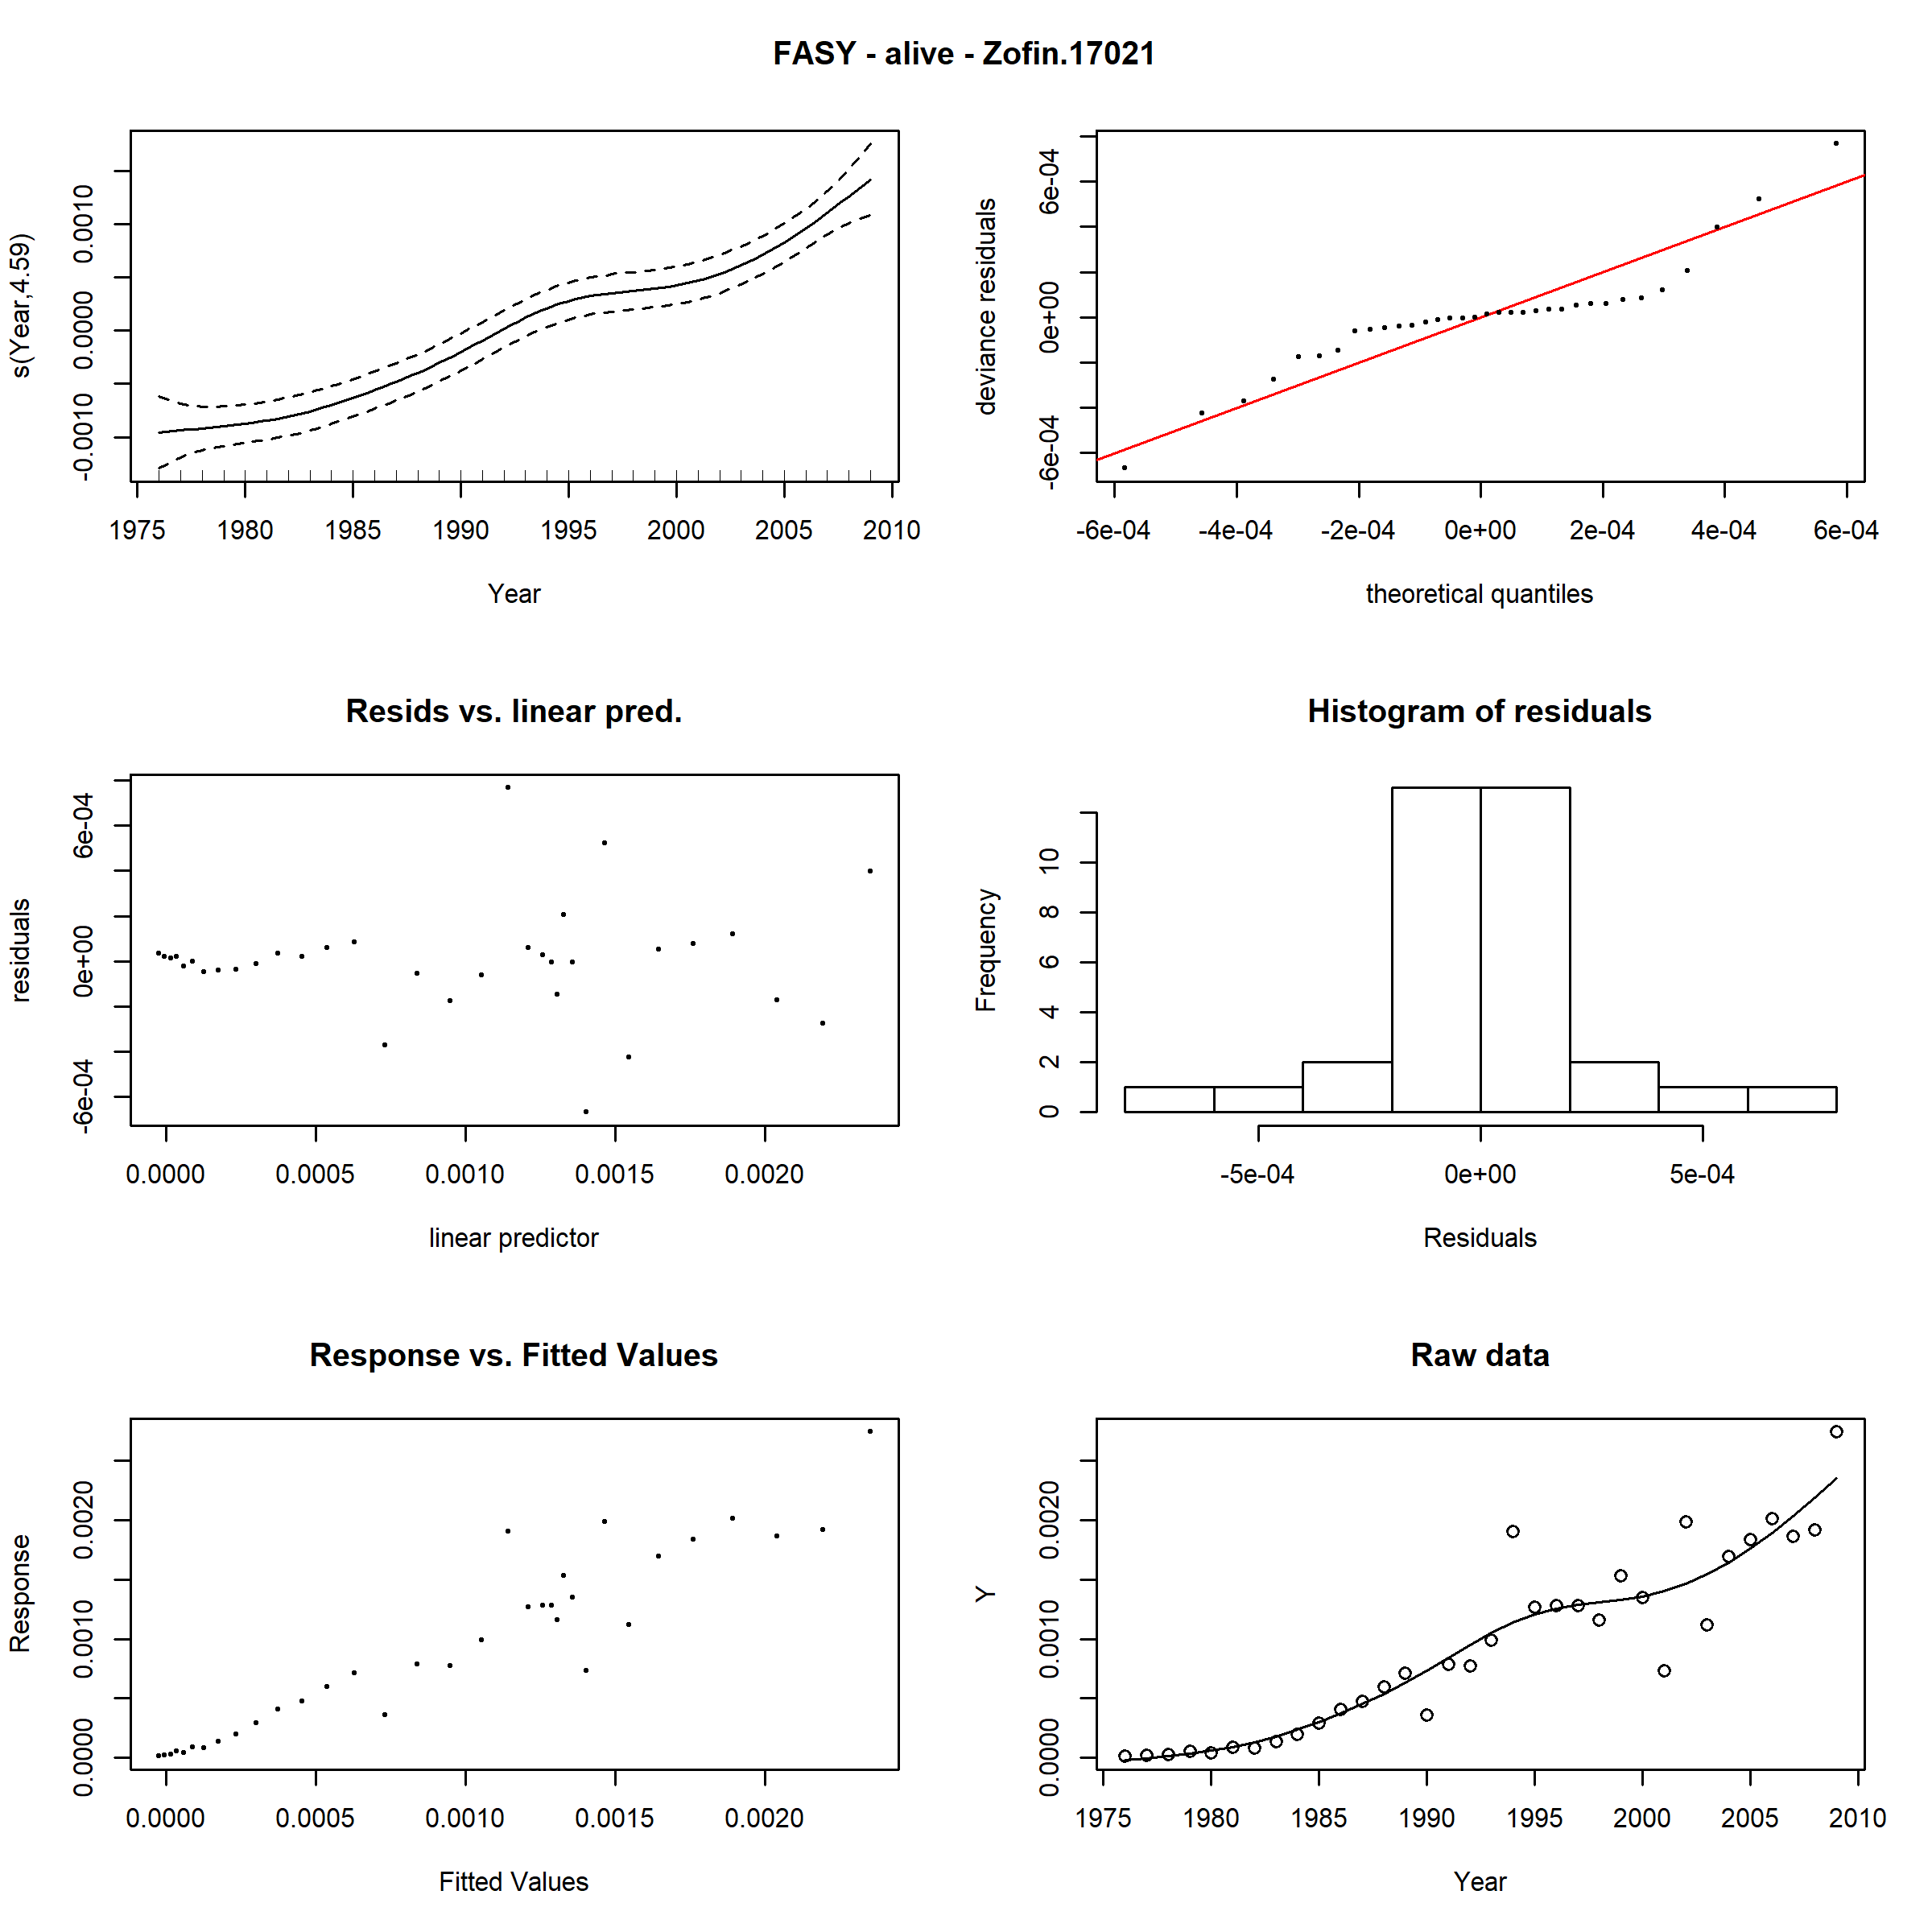 FASY - alive - Zofin.17021
s(Year,4.59)
-0.0010 0.0000 0.0010
1975 1980 1985 1990 1995 2000 2005 2010
Year
deviance residuals
-6e-04 0e+00 6e-04
-6e-04 -4e-04 -2e-04 0e+00 2e-04 4e-04 6e-04
theoretical quantiles
Resids vs. linear pred.
residuals
-6e-04 0e+00 6e-04
0.0000 0.0005 0.0010 0.0015 0.0020
linear predictor
Histogram of residuals
Frequency
0 2 4 6 8 10
-5e-04 0e+00 5e-04
Residuals
Response vs. Fitted Values
Response
0.0000 0.0010 0.0020
0.0000 0.0005 0.0010 0.0015 0.0020
Fitted Values
Raw data
Y
0.0000 0.0010 0.0020
1975 1980 1985 1990 1995 2000 2005 2010
Year